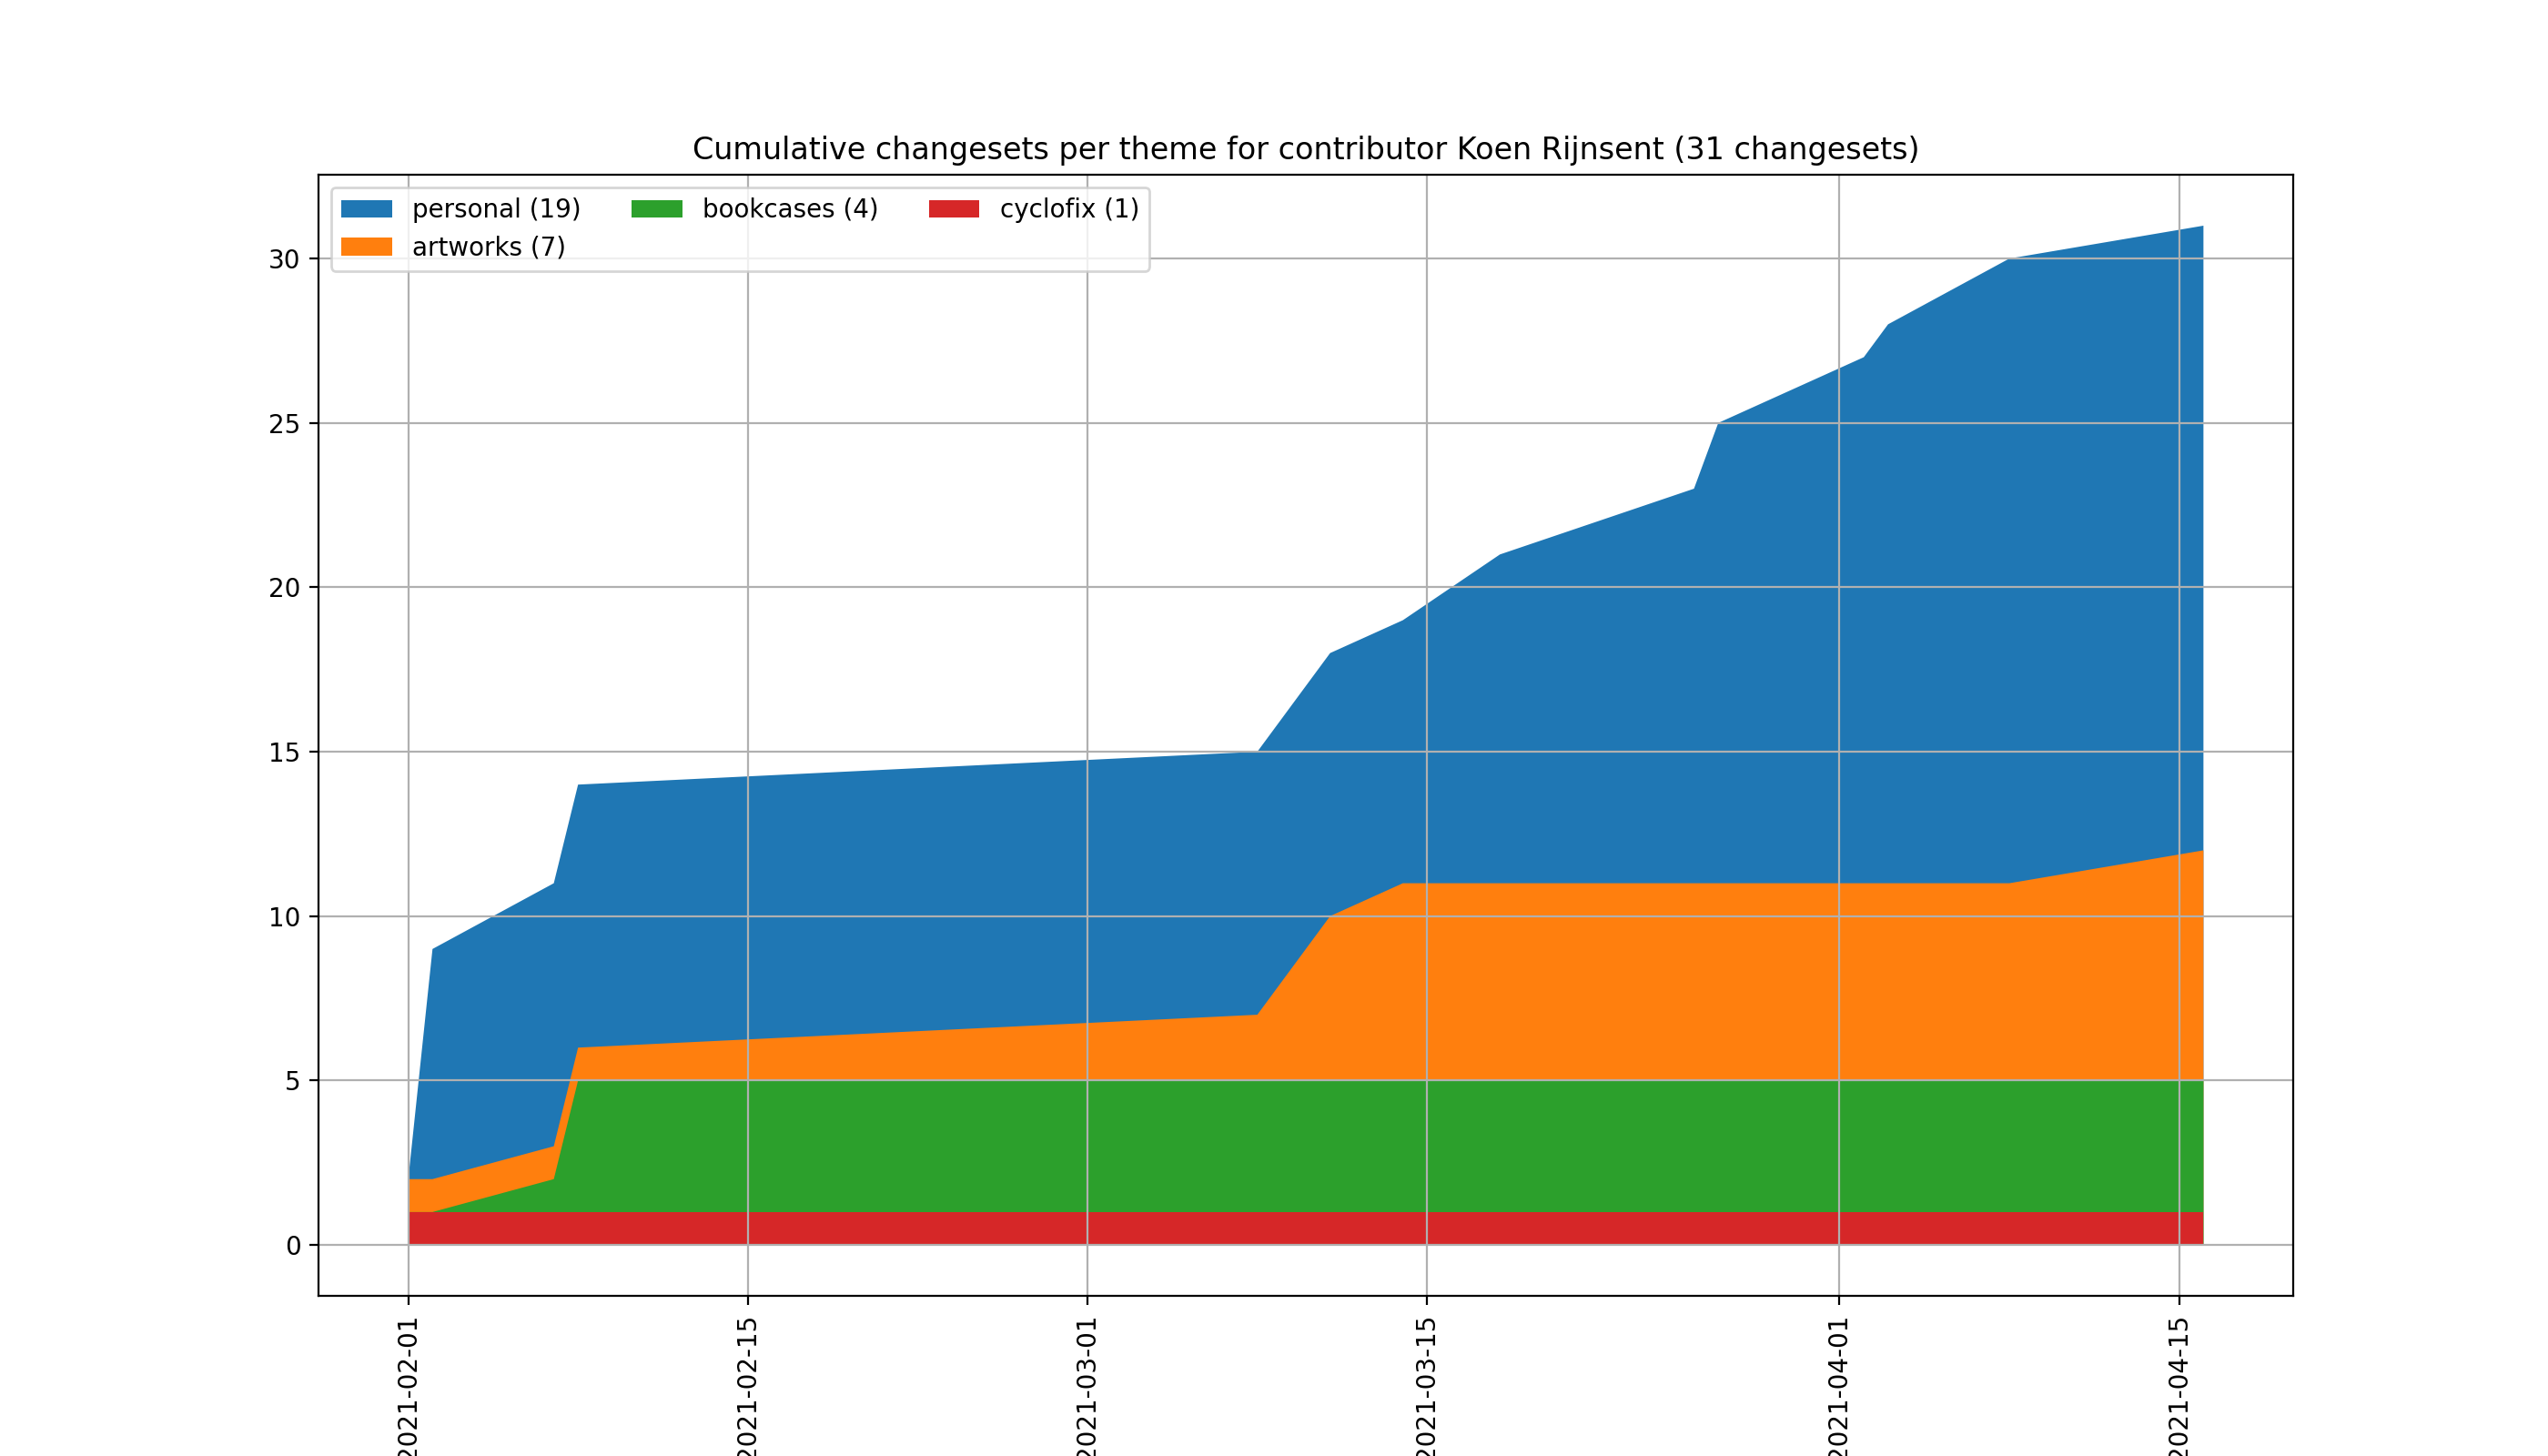 Cumulative changesets per theme for contributor Koen Rijnsent (31 changesets)
personal (19)
artworks (7)
bookcases (4)
cyclofix (1)
30
25
20
15
10
5
0
2021-02-01
2021-02-15
2021-03-01
2021-03-15
2021-04-01
2021-04-15